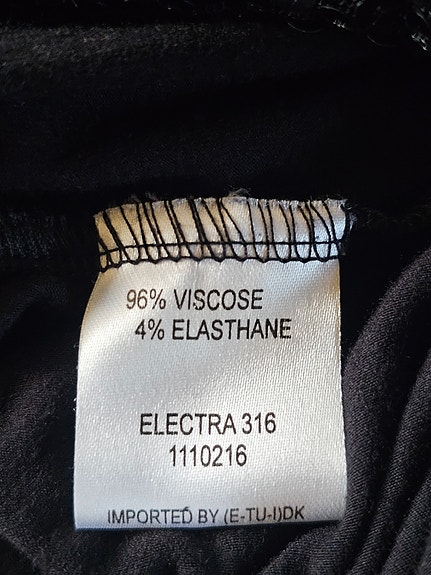 96% VISCOSE
4% ELASTHANE
ELECTRA 316
1110216
IMPORTED BY (E-TU-I)DK